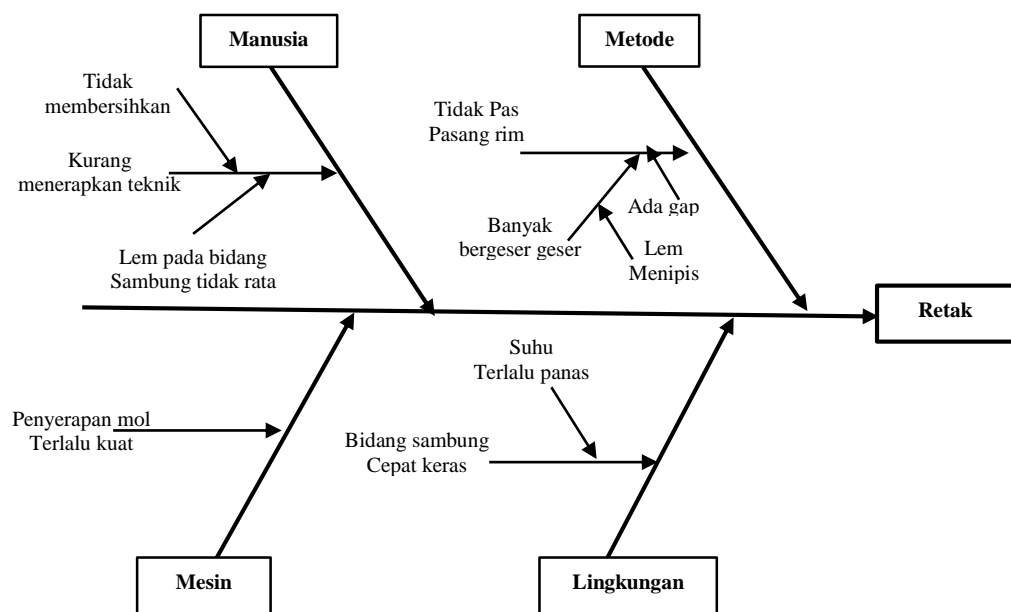 Manusia
Metode
Tidak
membersihkan
Tidak Pas
Pasang rim
Kurang
menerapkan teknik
Ada gap
Banyak
bergeser geser
Lem pada bidang
Sambung tidak rata
Lem
Menipis
Retak
Suhu
Terlalu panas
Penyerapan mol
Terlalu kuat
Bidang sambung
Cepat keras
Mesin
Lingkungan